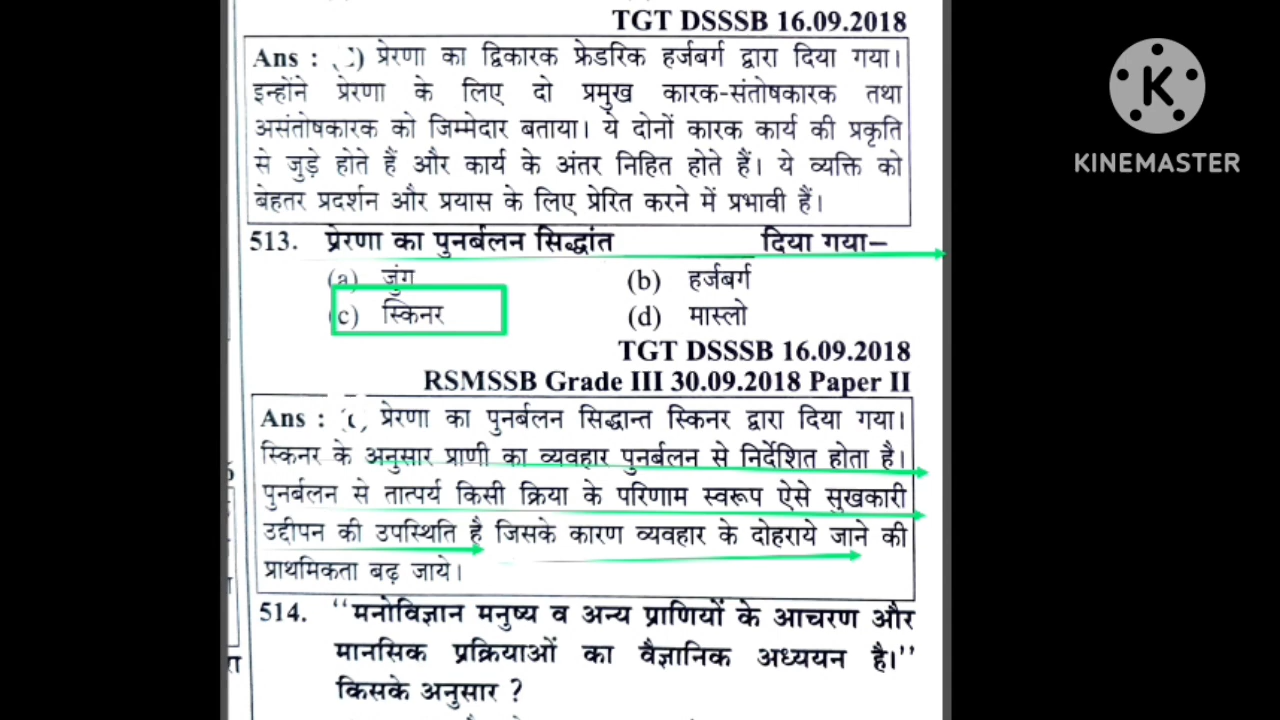 TGT DSSSB 16.09.2018
Ans : प्रेरणा का द्विकारक फ्रेडरिक हर्जबर्ग द्वारा दिया गया।
इन्होंने प्रेरणा के लिए दो प्रमुख कारक-संतोषकारक तथा
असंतोषकारक को जिम्मेदार बताया। ये दोनों कारक कार्य की प्रकृति
से जुड़े होते हैं और कार्य के अंतर निहित होते हैं। ये व्यक्ति को
बेहतर प्रदर्शन और प्रयास के लिए प्रेरित करने में प्रभावी हैं।
513. प्रेरणा का पुनर्बलन सिद्धांत दिया गया–
(a) जुंग (b) हर्जबर्ग
(c) स्किनर (d) मास्लो
TGT DSSSB 16.09.2018
RSMSSB Grade III 30.09.2018 Paper II
Ans : प्रेरणा का पुनर्बलन सिद्धान्त स्किनर द्वारा दिया गया।
स्किनर के अनुसार प्राणी का व्यवहार पुनर्बलन से निर्देशित होता है।
पुनर्बलन से तात्पर्य किसी क्रिया के परिणाम स्वरूप ऐसे सुखकारी
उद्दीपन की उपस्थिति है जिसके कारण व्यवहार के दोहराये जाने की
प्राथमिकता बढ़ जाये।
514. ‘‘मनोविज्ञान मनुष्य व अन्य प्राणियों के आचरण और
मानसिक प्रक्रियाओं का वैज्ञानिक अध्ययन है।’’
किसके अनुसार ?
K
KINEMASTER